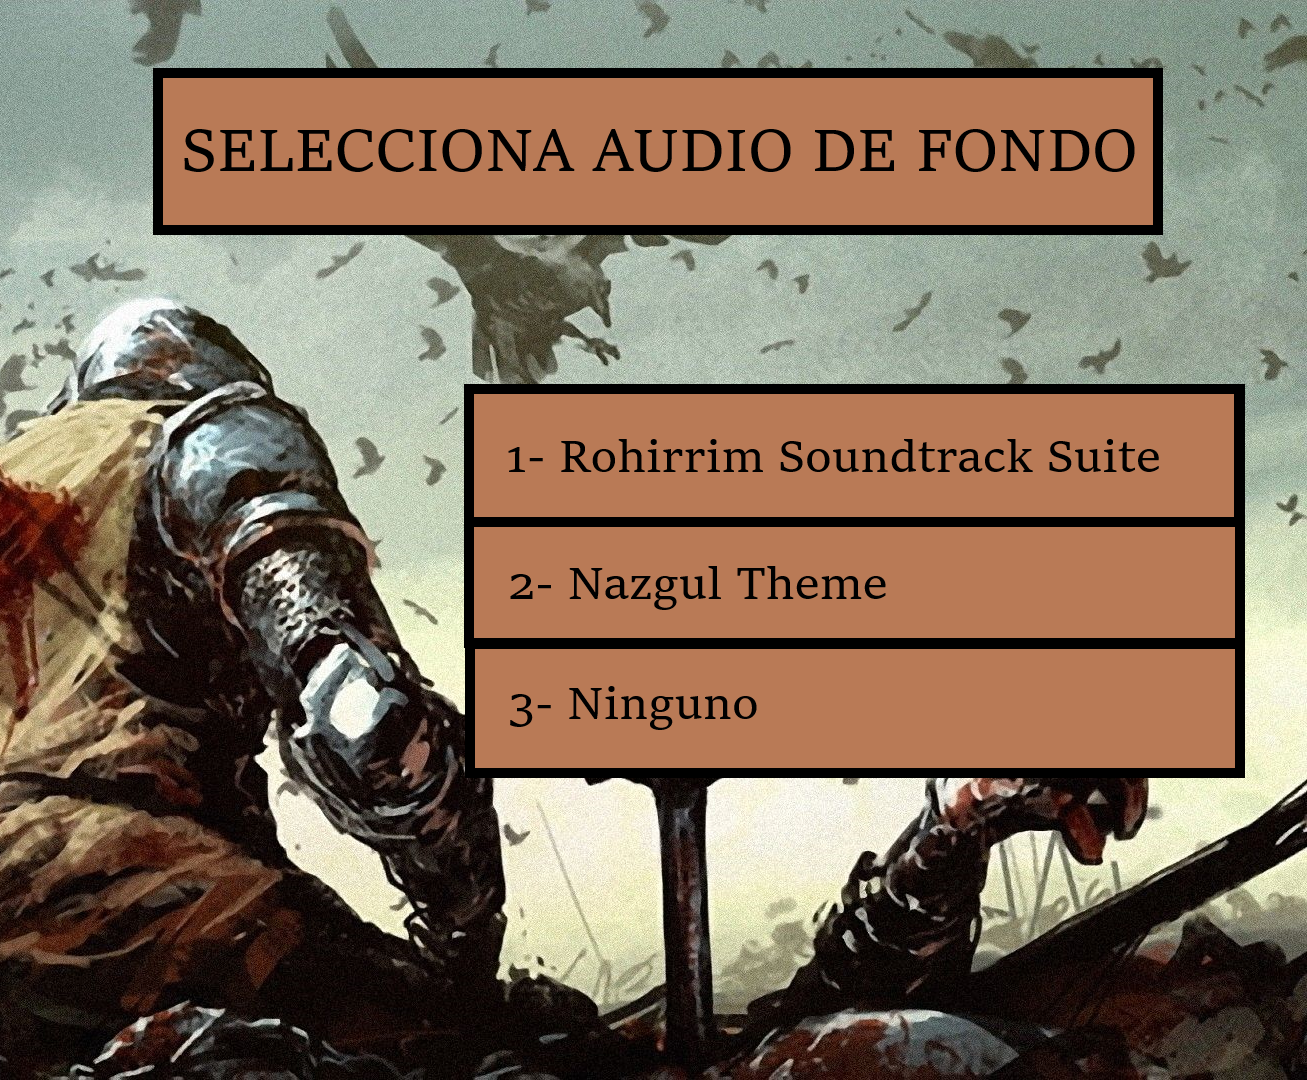 SELECCIONA AUDIO DE FONDO
1- Rohirrim Soundtrack Suite
2- Nazgul Theme
3- Ninguno